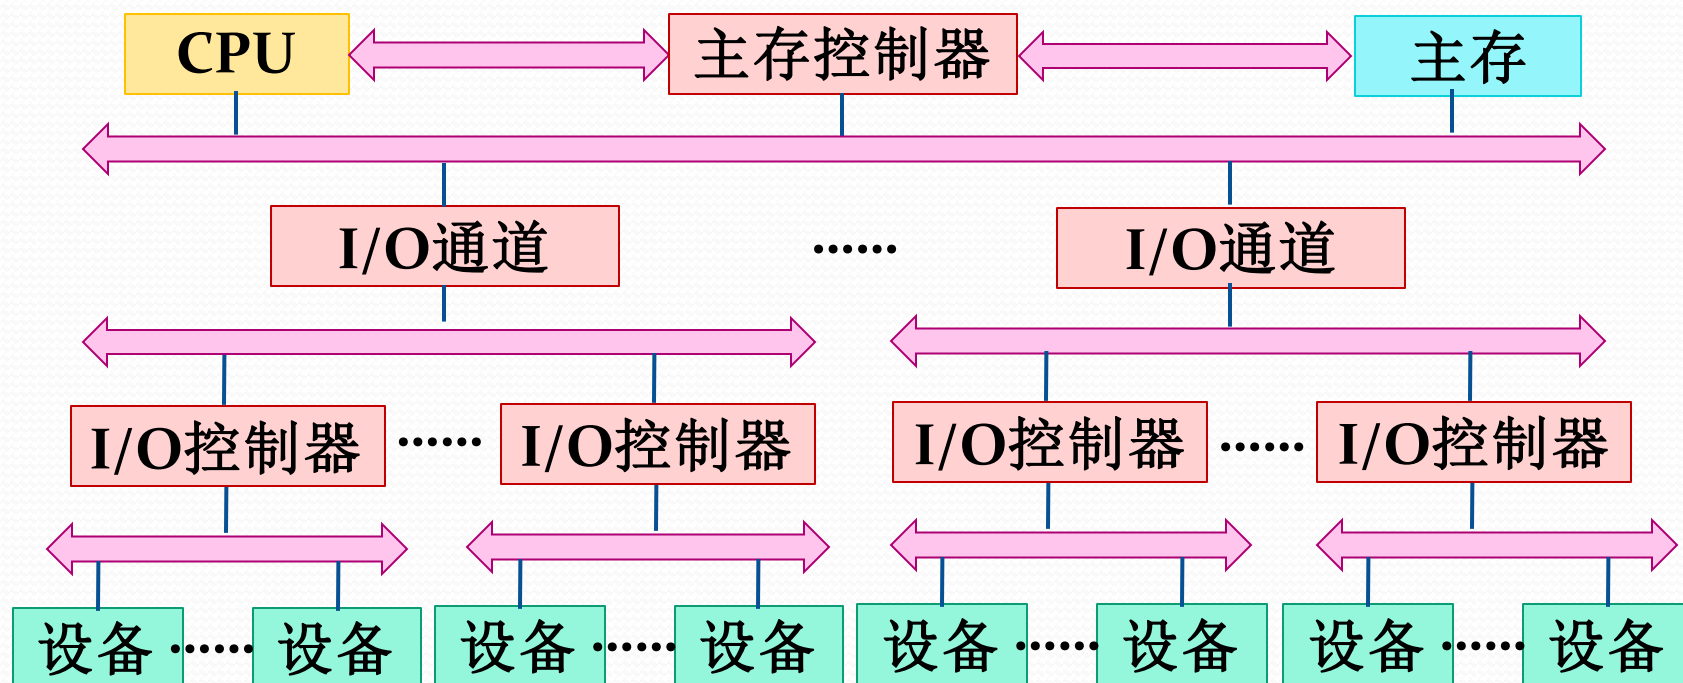 CPU 主存控制器 主存
I/O通道 ...... I/O通道
I/O控制器 ...... I/O控制器 I/O控制器 ...... I/O控制器
设备 ...... 设备 设备 ...... 设备 设备 ...... 设备 设备 ...... 设备